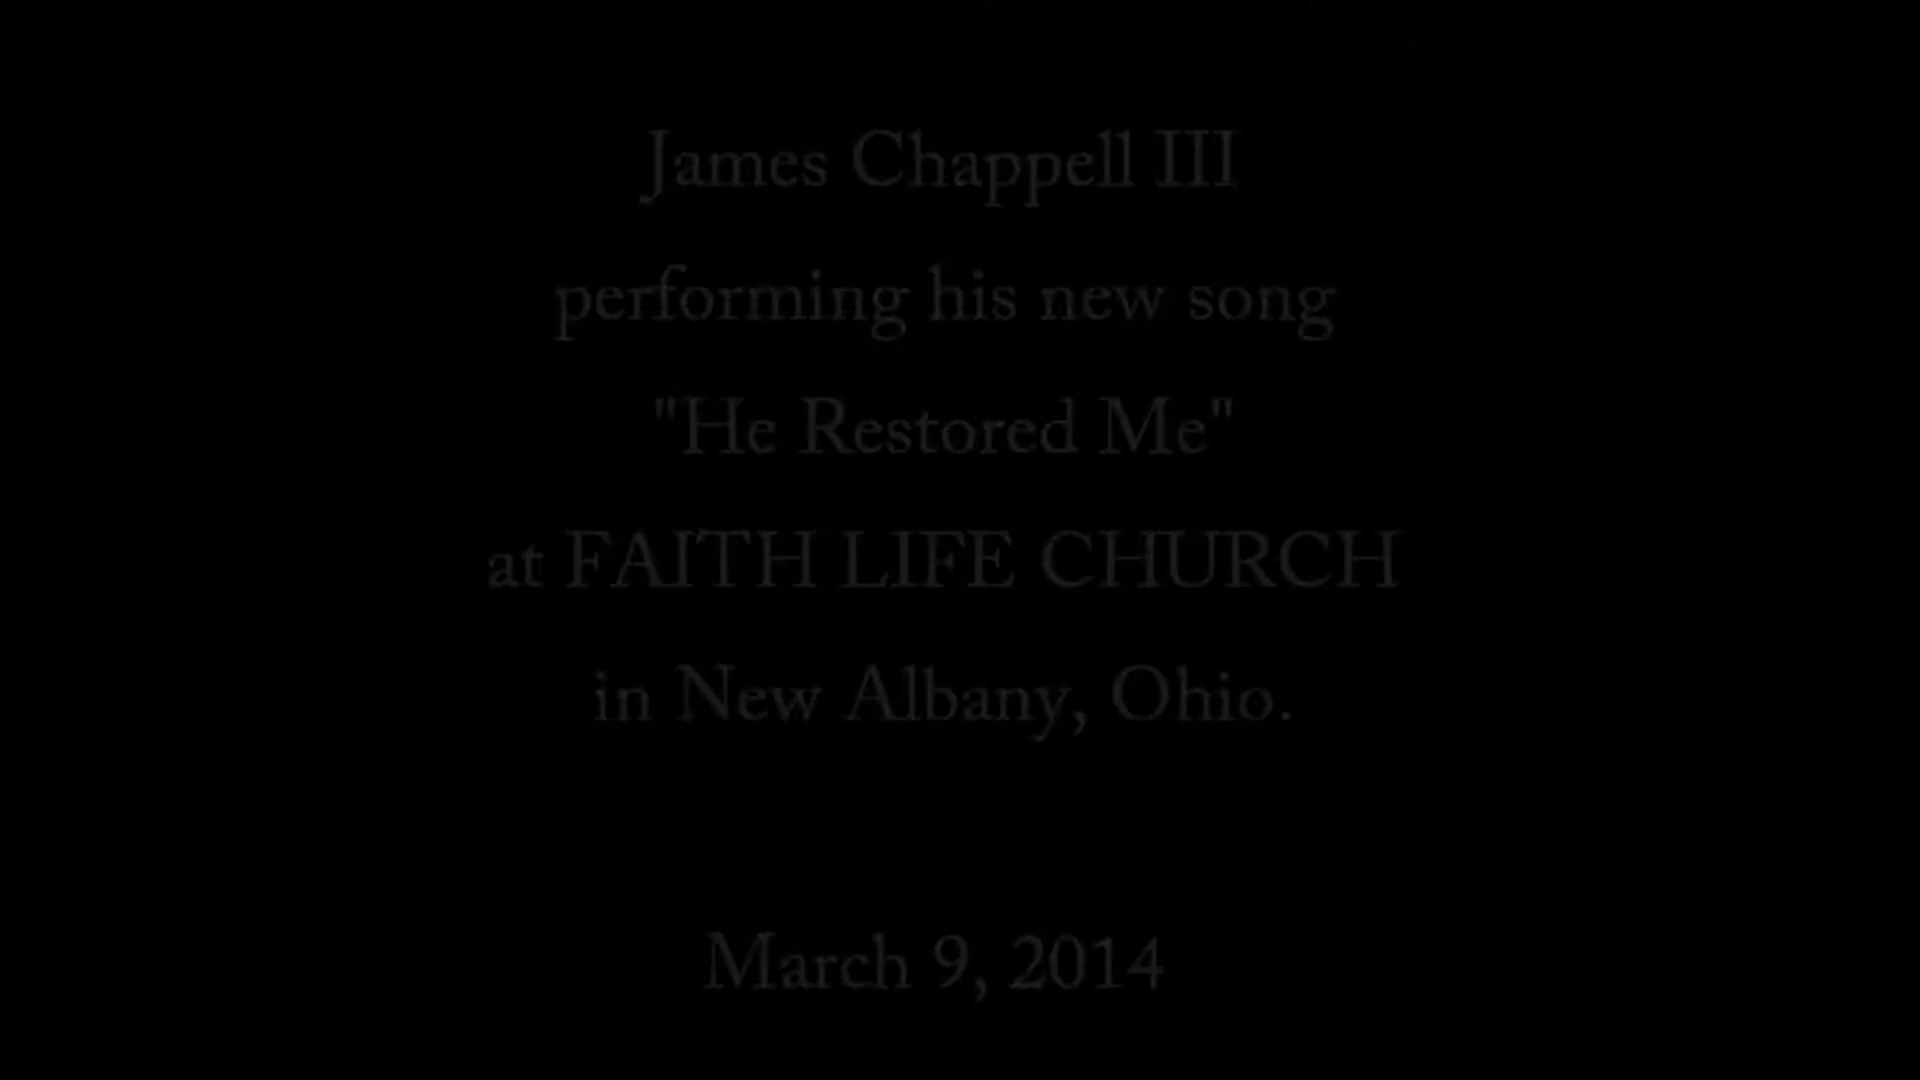 James Chappell III
performing his new song
"He Restored Me"
at FAITH LIFE CHURCH
in New Albany, Ohio.
March 9, 2014